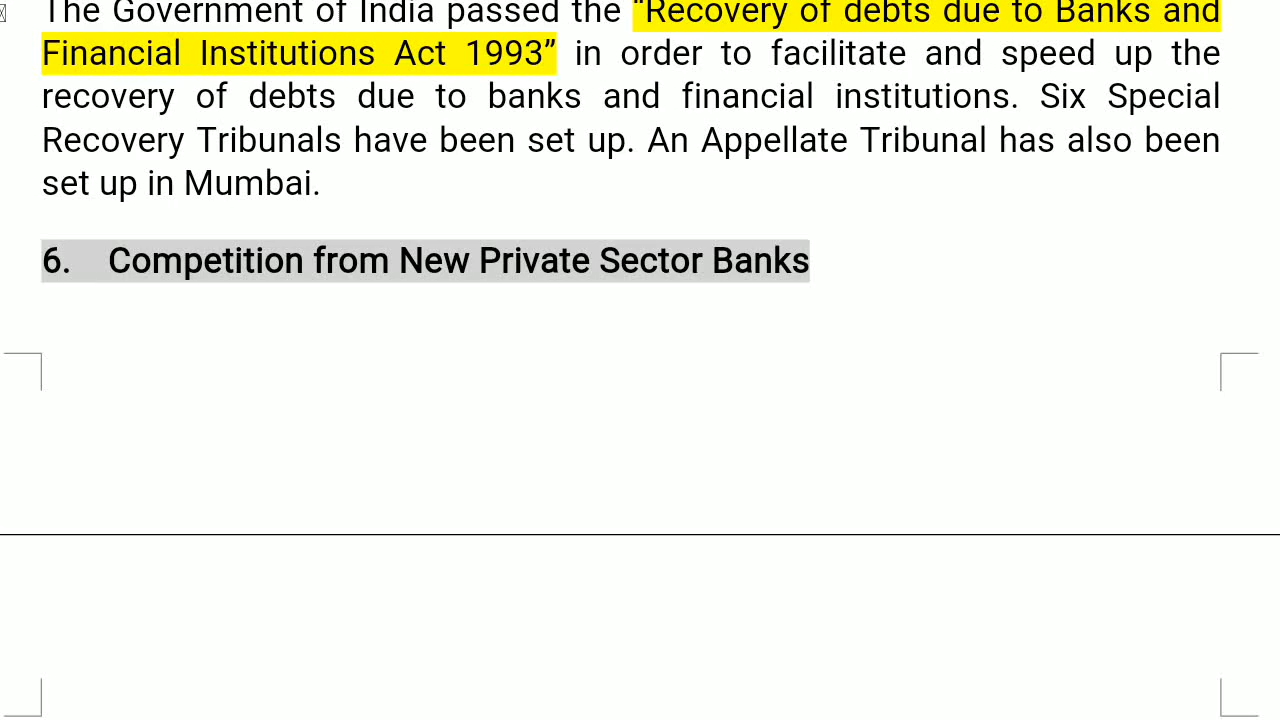 The Government of India passed the “Recovery of debts due to Banks and
Financial Institutions Act 1993” in order to facilitate and speed up the
recovery of debts due to banks and financial institutions. Six Special
Recovery Tribunals have been set up. An Appellate Tribunal has also been
set up in Mumbai.
6. Competition from New Private Sector Banks